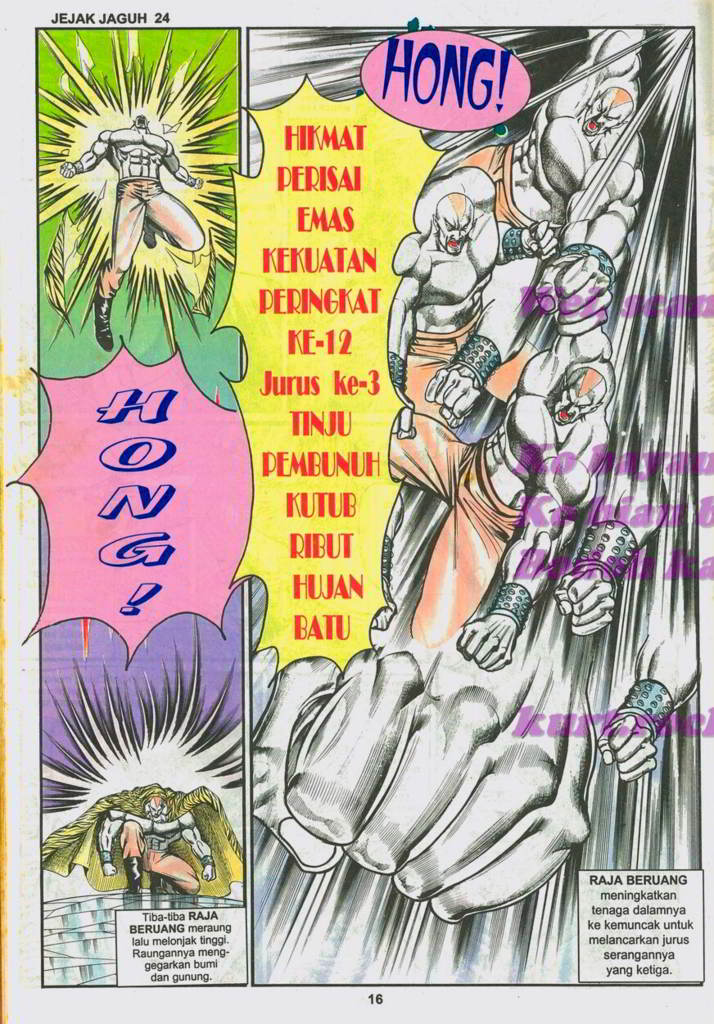 JEJAK JAGUH 24
HONG!
HIKMAT
PERISAI
EMAS
KEKUATAN
PERINGKAT
KE-12
Jurus ke-3
TINJU
PEMBUNUH
KUTUB
RIBUT
HUJAN
BATU
HONG!
Tiba-tiba RAJA
BERUANG meraung
lalu melonjak tinggi.
Raungannya meng-
gegarkan bumi
dan gunung.
RAJA BERUANG
meningkatkan
tenaga dalamnya
ke kemuncak untuk
melancarkan jurus
serangannya
yang ketiga.
16